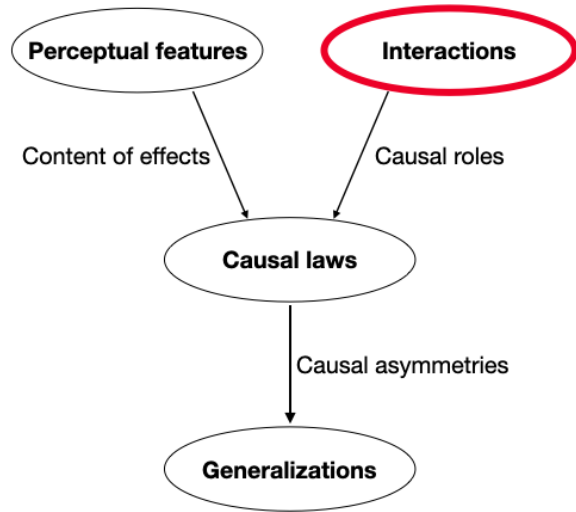 Perceptual features
Interactions
Content of effects
Causal roles
Causal laws
Causal asymmetries
Generalizations